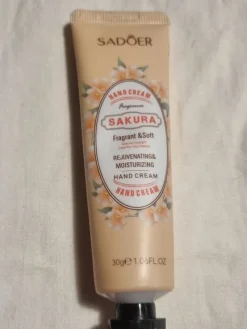 SADOER
HAND CREAM
Fragrance
SAKURA
Fragrant &Soft
REJUVENATING&
MOISTURIZING
HAND CREAM
HAND CREAM
30g℮1.06FL.OZ